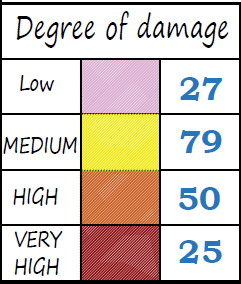 Degree of damage
Low 27
MEDIUM 79
HIGH 50
VERY
HIGH 25